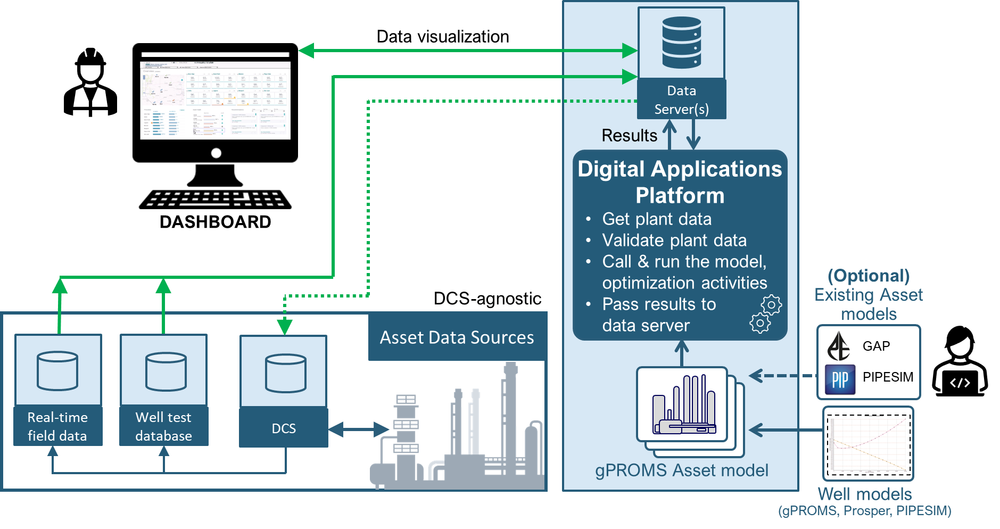 Data visualization
Data
Server(s)
Results
Digital Applications
Platform
• Get plant data
• Validate plant data
• Call & run the model,
optimization activities
• Pass results to
data server
DASHBOARD
DCS-agnostic
Asset Data Sources
Real-time
field data
Well test
database
DCS
(Optional)
Existing Asset
models
GAP
PIP
PIPESIM
</>
gPROMS Asset model
Well models
(gPROMS, Prosper, PIPESIM)